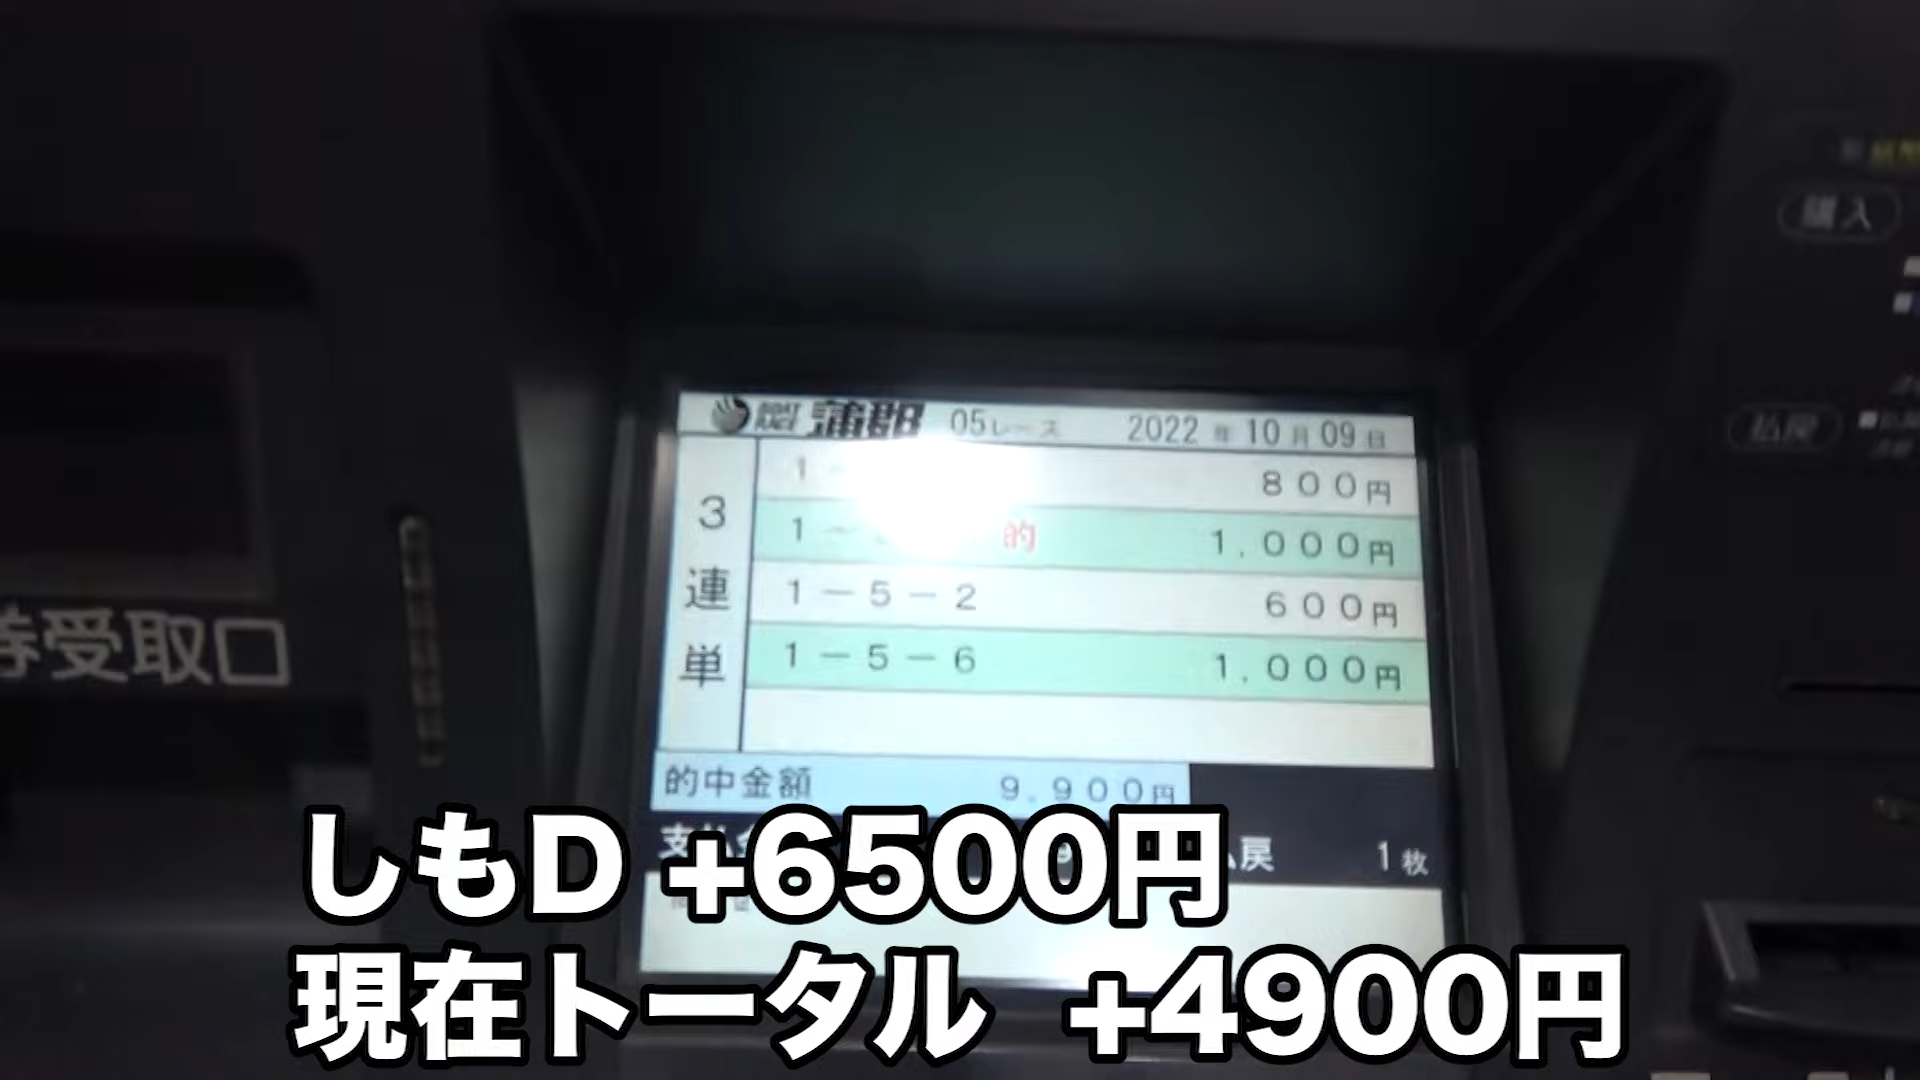 BOAT RACE 蒲郡 05レース 2022年10月09日
3連単
1 800円
1 的 1,000円
1-5-2 600円
1-5-6 1,000円
的中金額 9,900円
1枚
購入
払戻
券受取口
しもD +6500円
現在トータル +4900円